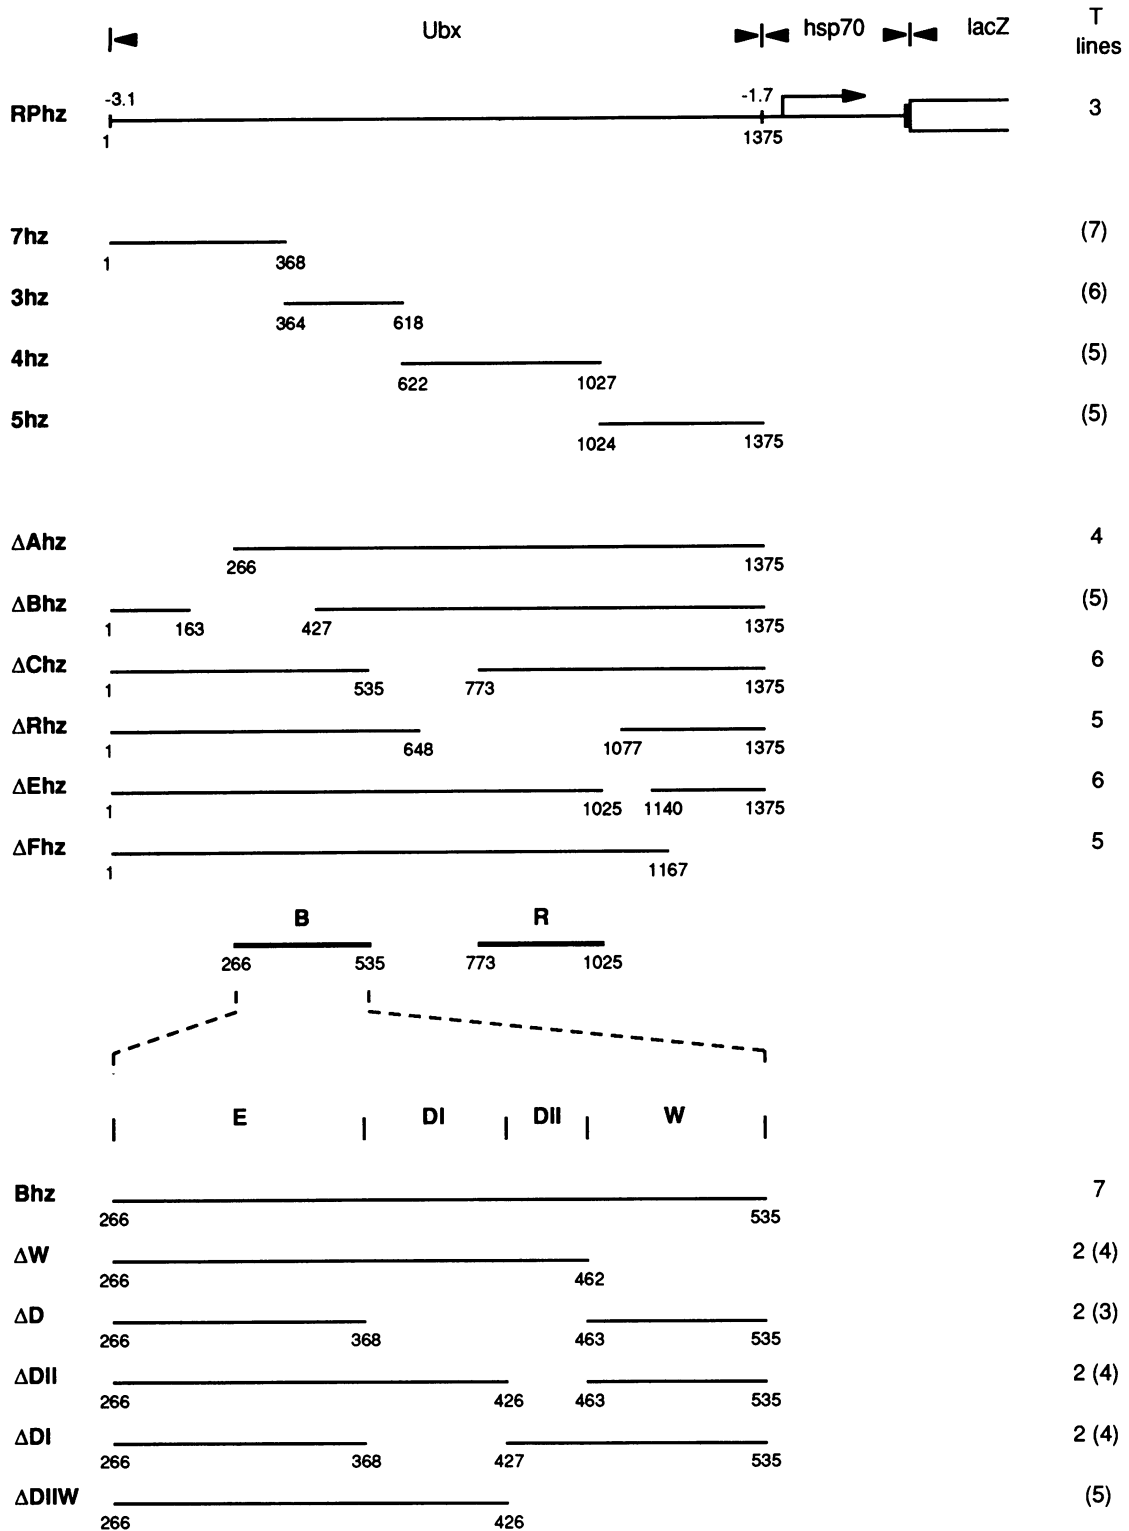 Ubx hsp70 lacZ T lines
-3.1 -1.7
RPhz 3
1 1375
7hz (7)
1 368
3hz (6)
364 618
4hz (5)
622 1027
5hz (5)
1024 1375
ΔAhz 4
266 1375
ΔBhz (5)
1 163 427 1375
ΔChz 6
1 535 773 1375
ΔRhz 5
1 648 1077 1375
ΔEhz 6
1 1025 1140 1375
ΔFhz 5
1 1167
B R
266 535 773 1025
E DI DII W
Bhz 7
266 535
ΔW 2 (4)
266 462
ΔD 2 (3)
266 368 463 535
ΔDII 2 (4)
266 426 463 535
ΔDI 2 (4)
266 368 427 535
ΔDIIW (5)
266 426